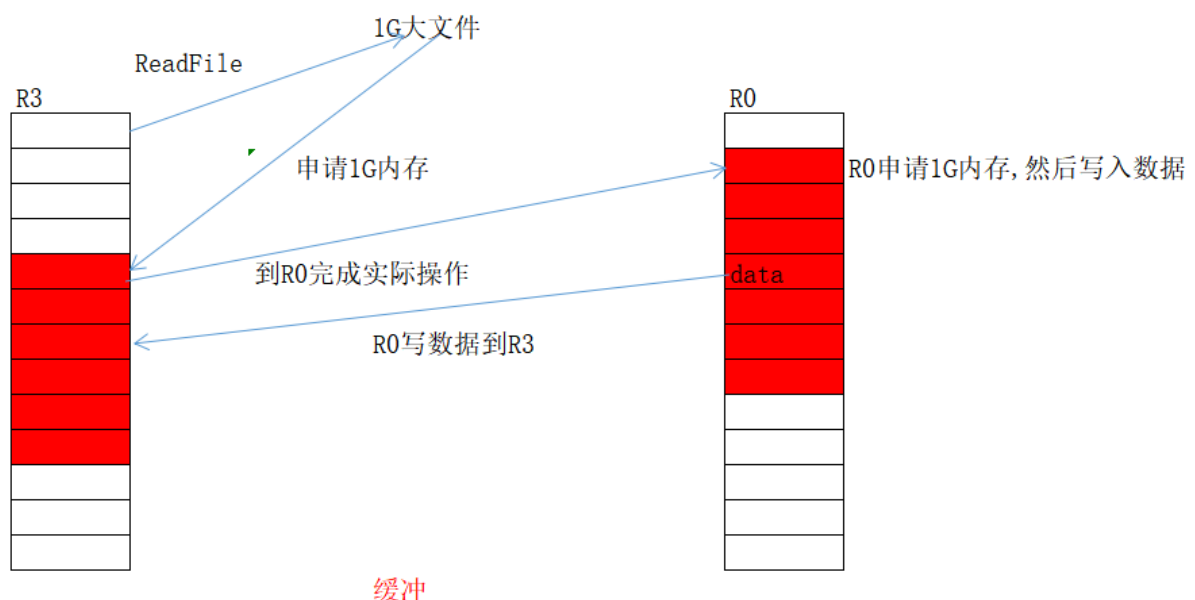 1G大文件
ReadFile
R3
R0
申请1G内存
R0申请1G内存,然后写入数据
到R0完成实际操作
data
R0写数据到R3
缓冲